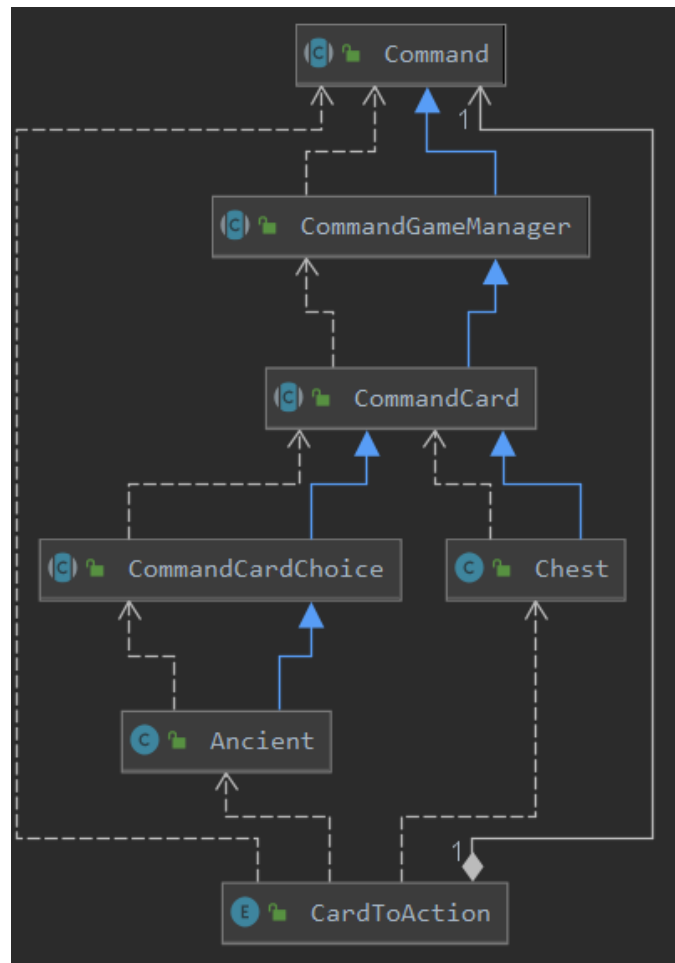 C Command
1
C CommandGameManager
C CommandCard
C CommandCardChoice
C Chest
C Ancient
1
E CardToAction